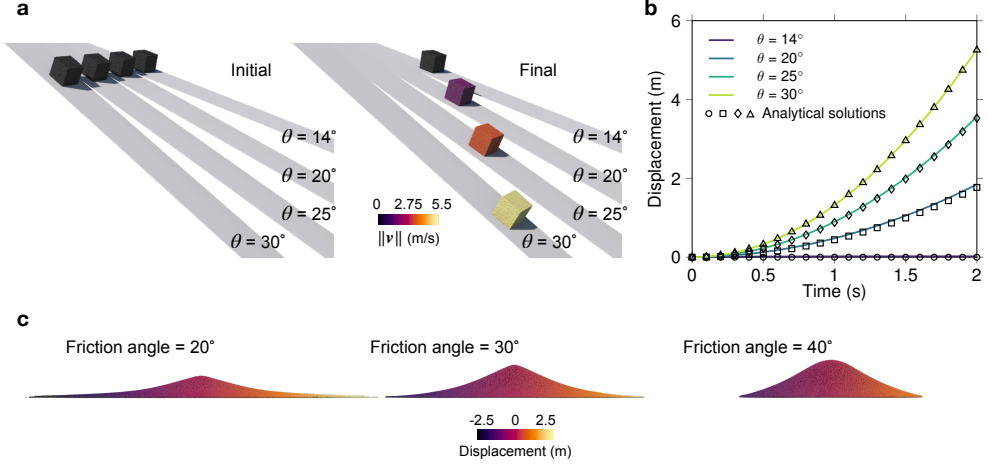 a
Initial
θ = 14°
θ = 20°
θ = 25°
θ = 30°
Final
θ = 14°
θ = 20°
θ = 25°
θ = 30°
0 2.75 5.5
||v|| (m/s)
b
6
4
2
0
Displacement (m)
θ = 14°
θ = 20°
θ = 25°
θ = 30°
Analytical solutions
0 0.5 1 1.5 2
Time (s)
c
Friction angle = 20°
Friction angle = 30°
Friction angle = 40°
-2.5 0 2.5
Displacement (m)